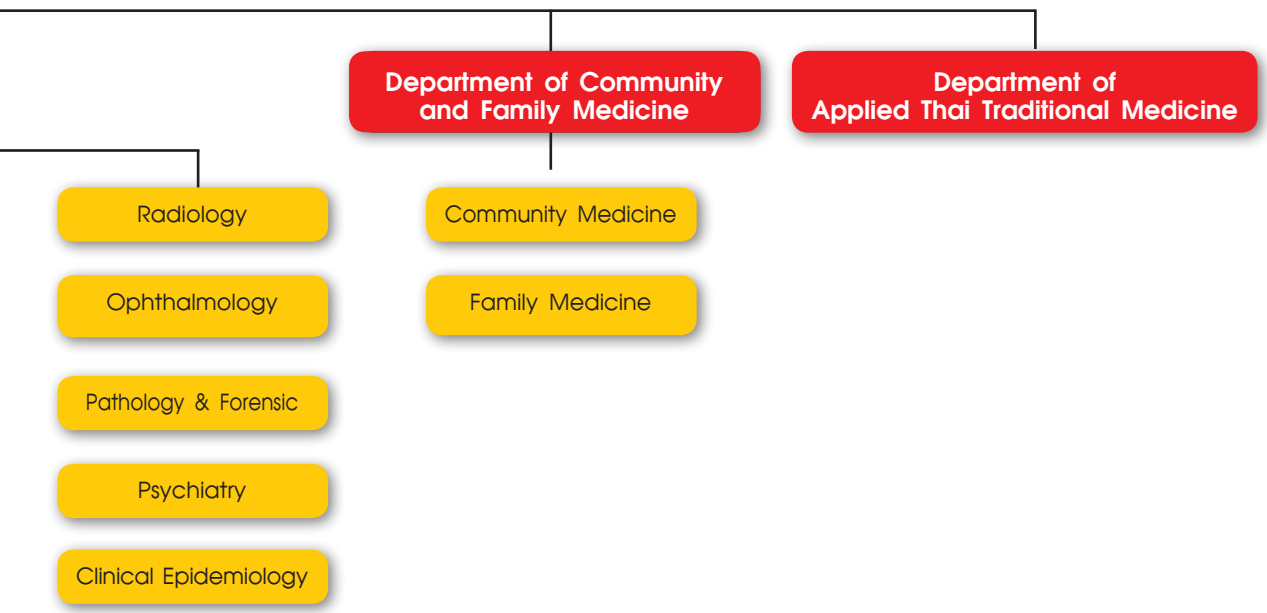 Department of Community
and Family Medicine
Department of
Applied Thai Traditional Medicine
Radiology
Community Medicine
Ophthalmology
Family Medicine
Pathology & Forensic
Psychiatry
Clinical Epidemiology